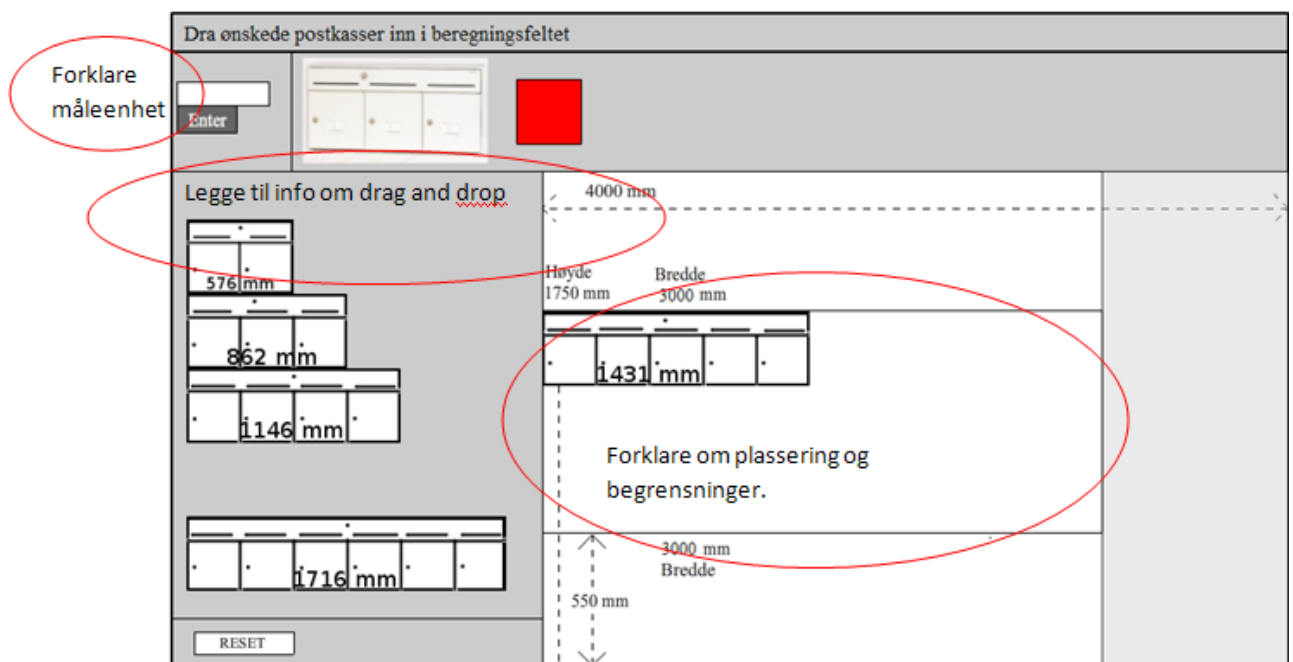 Dra ønskede postkasser inn i beregningsfeltet
Forklare
måleenhet
Enter
Legge til info om drag and drop
4000 mm
576 mm
Høyde
1750 mm
Bredde
3000 mm
862 mm
1431 mm
1146 mm
Forklare om plassering og
begrensninger.
3000 mm
Bredde
1716 mm
550 mm
RESET